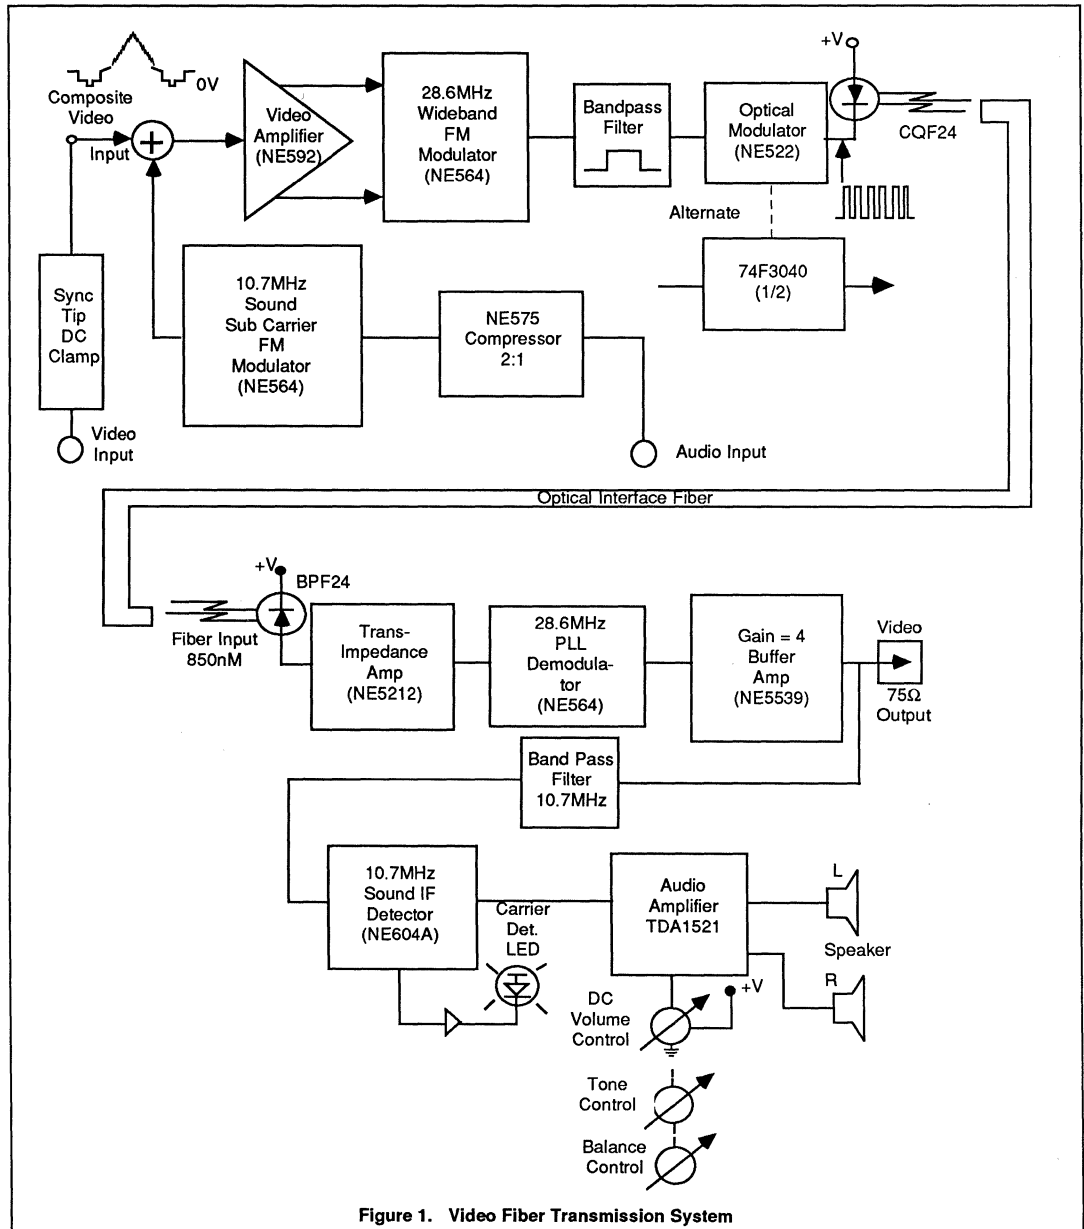 +V
0V
Composite
Video
Input
Video
Amplifier
(NE592)
28.6MHz
Wideband
FM
Modulator
(NE564)
Bandpass
Filter
Optical
Modulator
(NE522)
CQF24
Alternate
74F3040
(1/2)
Sync
Tip
DC
Clamp
10.7MHz
Sound
Sub Carrier
FM
Modulator
(NE564)
NE575
Compressor
2:1
Video
Input
Audio Input
Optical Interface Fiber
+V
BPF24
Fiber Input
850nM
Trans-
Impedance
Amp
(NE5212)
28.6MHz
PLL
Demodula-
tor
(NE564)
Gain = 4
Buffer
Amp
(NE5539)
Video
75Ω
Output
Band Pass
Filter
10.7MHz
10.7MHz
Sound IF
Detector
(NE604A)
Carrier
Det.
LED
Audio
Amplifier
TDA1521
L
Speaker
R
DC
Volume
Control
+V
Tone
Control
Balance
Control
Figure 1. Video Fiber Transmission System